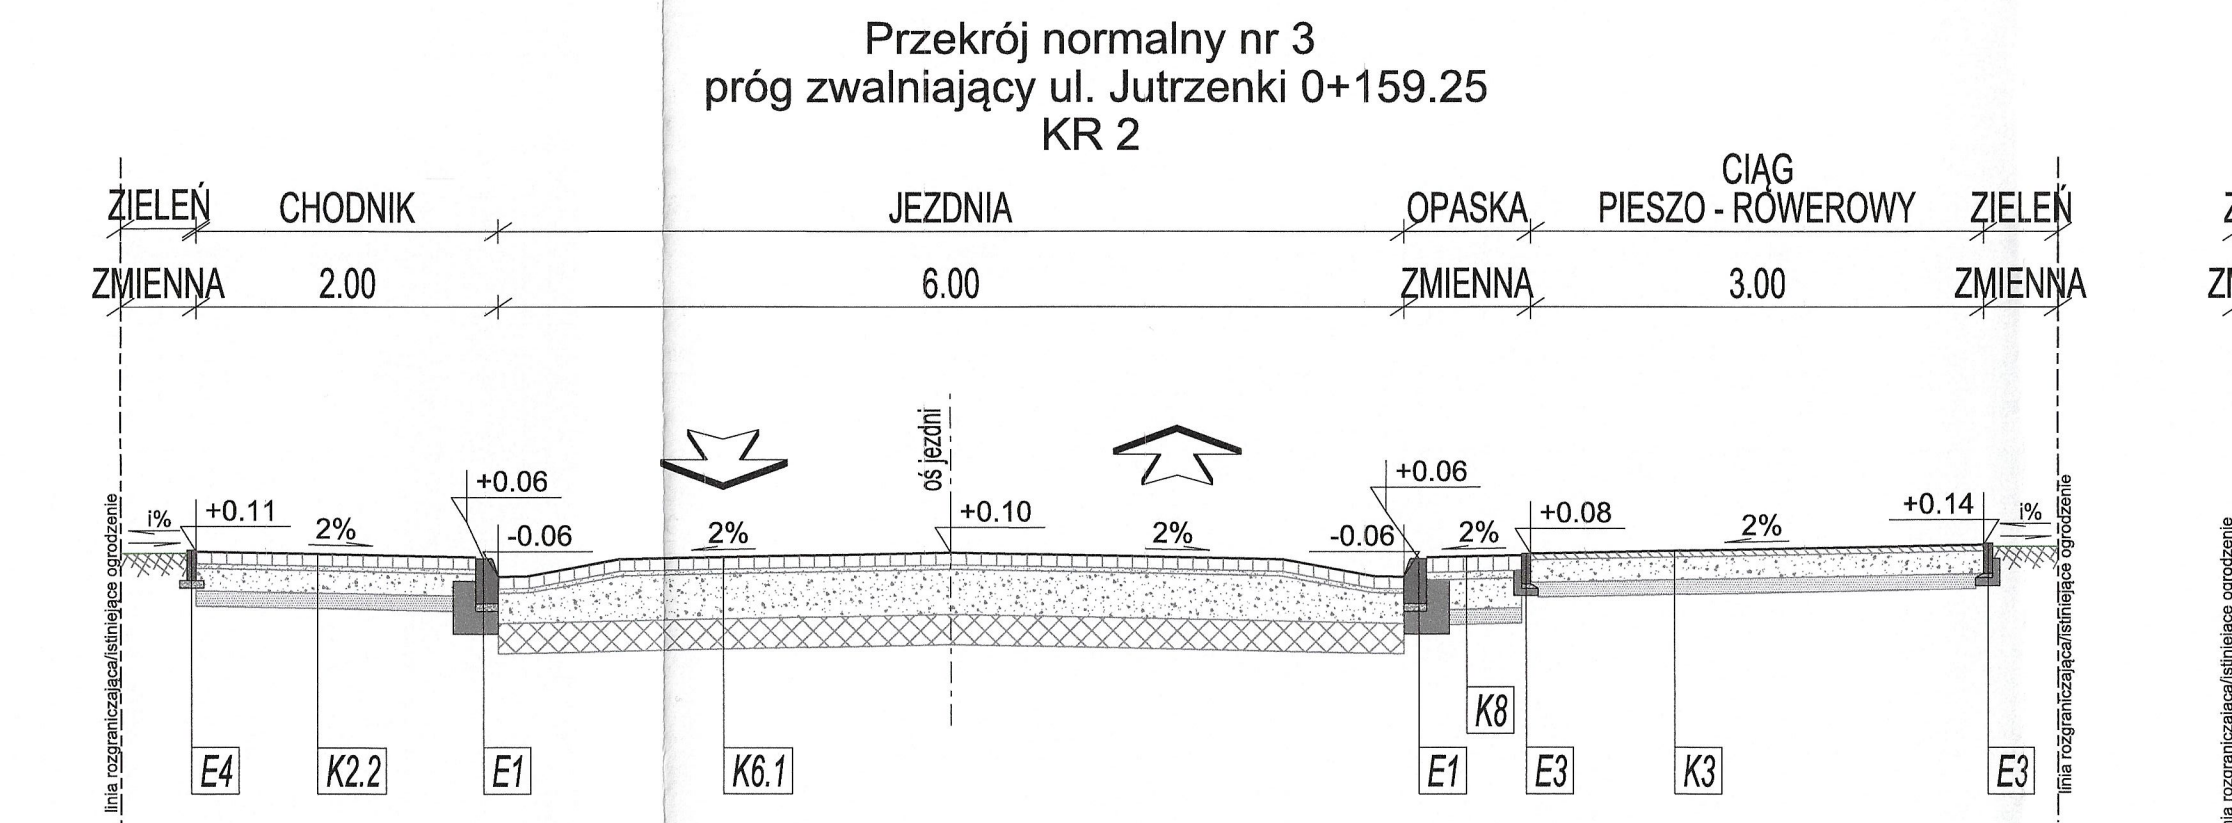 Przekrój normalny nr 3
próg zwalniający ul. Jutrzenki 0+159.25
KR 2
ZIELEŃ CHODNIK JEZDNIA OPASKA CIĄG
PIESZO - ROWEROWY ZIELEŃ
ZMIENNA 2.00 6.00 ZMIENNA 3.00 ZMIENNA
oś jezdni
+0.06 +0.06
i% +0.11 2% -0.06 2% +0.10 2% -0.06 2% +0.08 2% +0.14 i%
linia rozgraniczająca/istniejące ogrodzenie
linia rozgraniczająca/istniejące ogrodzenie
K8
E4 K2.2 E1 K6.1 E1 E3 K3 E3